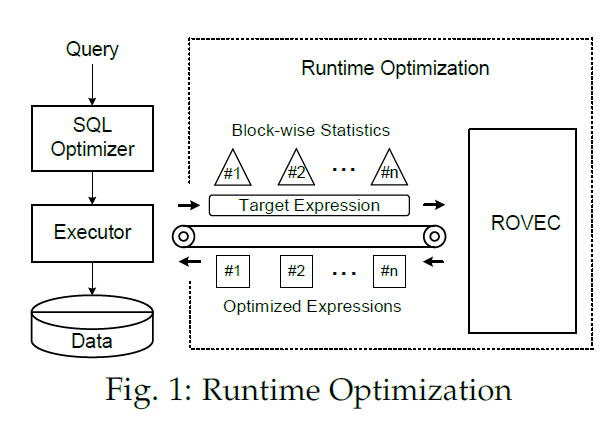 Query
SQL
Optimizer
Executor
Data
Runtime Optimization
Block-wise Statistics
#1 #2 ... #n
Target Expression
#1 #2 ... #n
Optimized Expressions
ROVEC
Fig. 1: Runtime Optimization